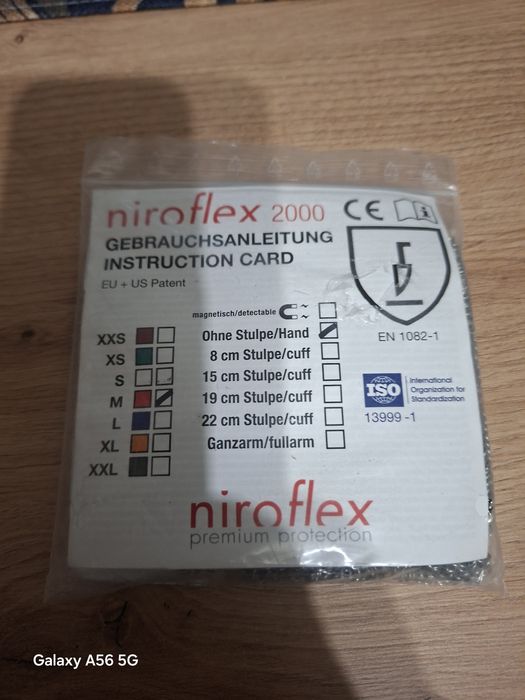 niroflex 2000 CE
GEBRAUCHSANLEITUNG
INSTRUCTION CARD
EU + US Patent
magnetisch/detectable
Ohne Stulpe/Hand
8 cm Stulpe/cuff
15 cm Stulpe/cuff
19 cm Stulpe/cuff
22 cm Stulpe/cuff
Ganzarm/fullarm
XXS
XS
S
M
L
XL
XXL
EN 1082-1
ISO
International
Organization for
Standardization
13999 -1
niroflex
premium protection
Galaxy A56 5G